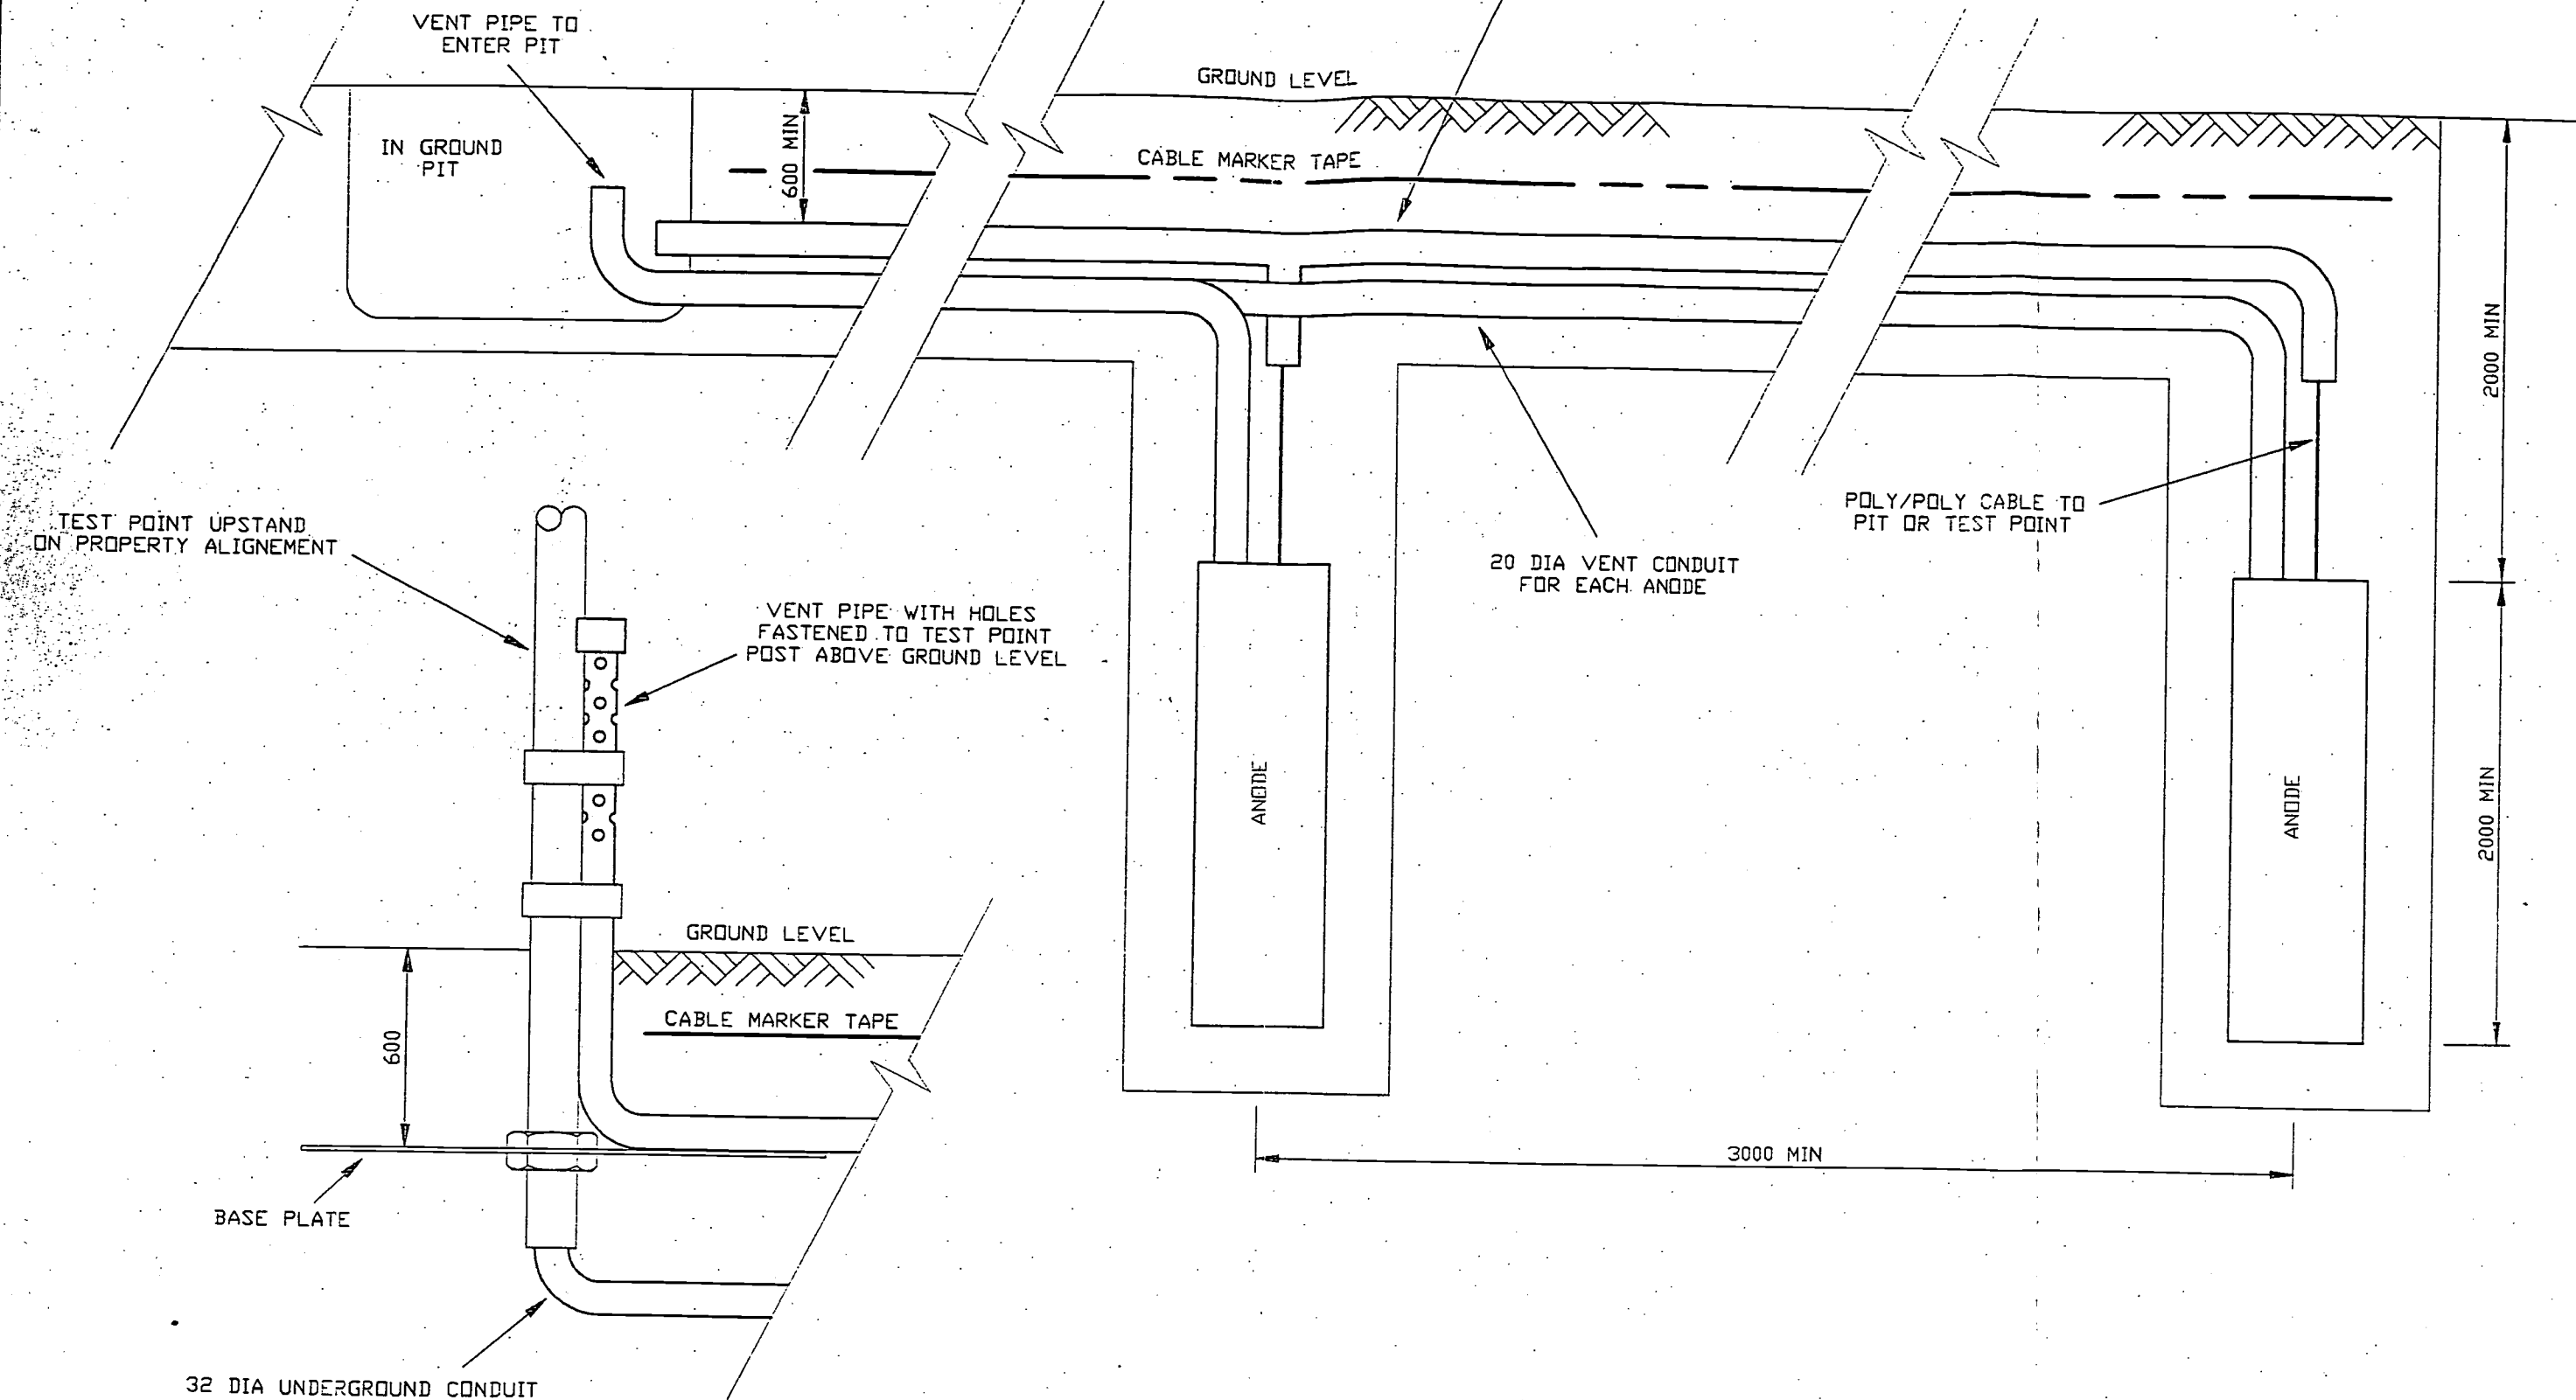 VENT PIPE TO
ENTER PIT
GROUND LEVEL
IN GROUND
PIT
600 MIN
CABLE MARKER TAPE
2000 MIN
POLY/POLY CABLE TO
PIT OR TEST POINT
TEST POINT UPSTAND
ON PROPERTY ALIGNEMENT
20 DIA VENT CONDUIT
FOR EACH ANODE
VENT PIPE WITH HOLES
FASTENED TO TEST POINT
POST ABOVE GROUND LEVEL
ANODE
ANODE
2000 MIN
GROUND LEVEL
CABLE MARKER TAPE
600
3000 MIN
BASE PLATE
32 DIA UNDERGROUND CONDUIT